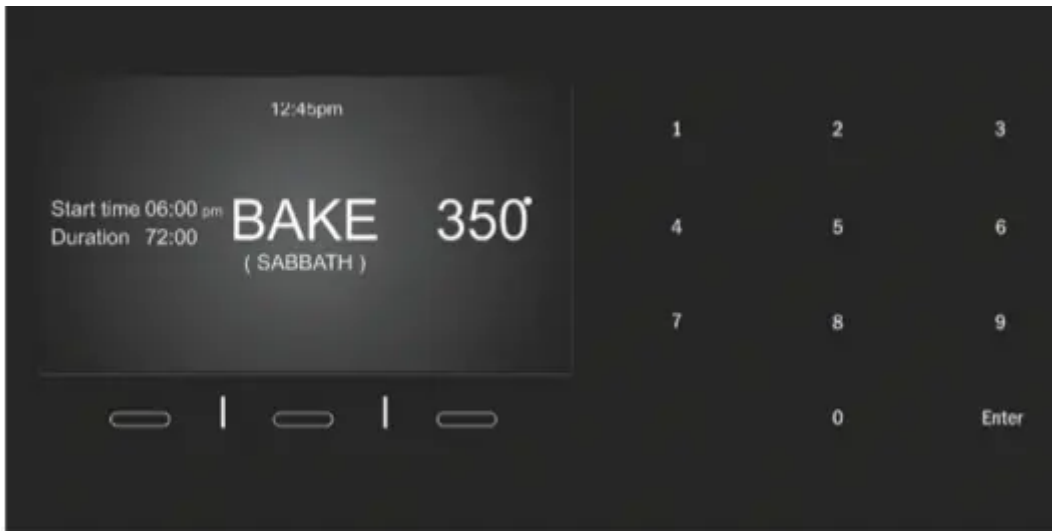 12:45pm
Start time 06:00 pm
Duration 72:00
BAKE
( SABBATH )
350°
1 2 3
4 5 6
7 8 9
0 Enter